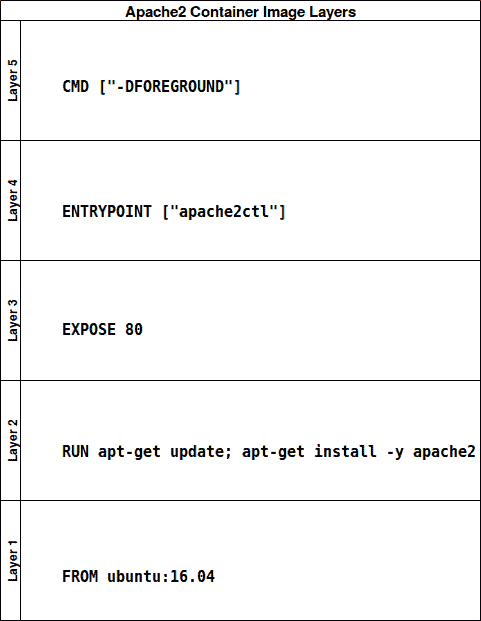 Apache2 Container Image Layers
Layer 5
CMD ["-DFOREGROUND"]
Layer 4
ENTRYPOINT ["apache2ctl"]
Layer 3
EXPOSE 80
Layer 2
RUN apt-get update; apt-get install -y apache2
Layer 1
FROM ubuntu:16.04